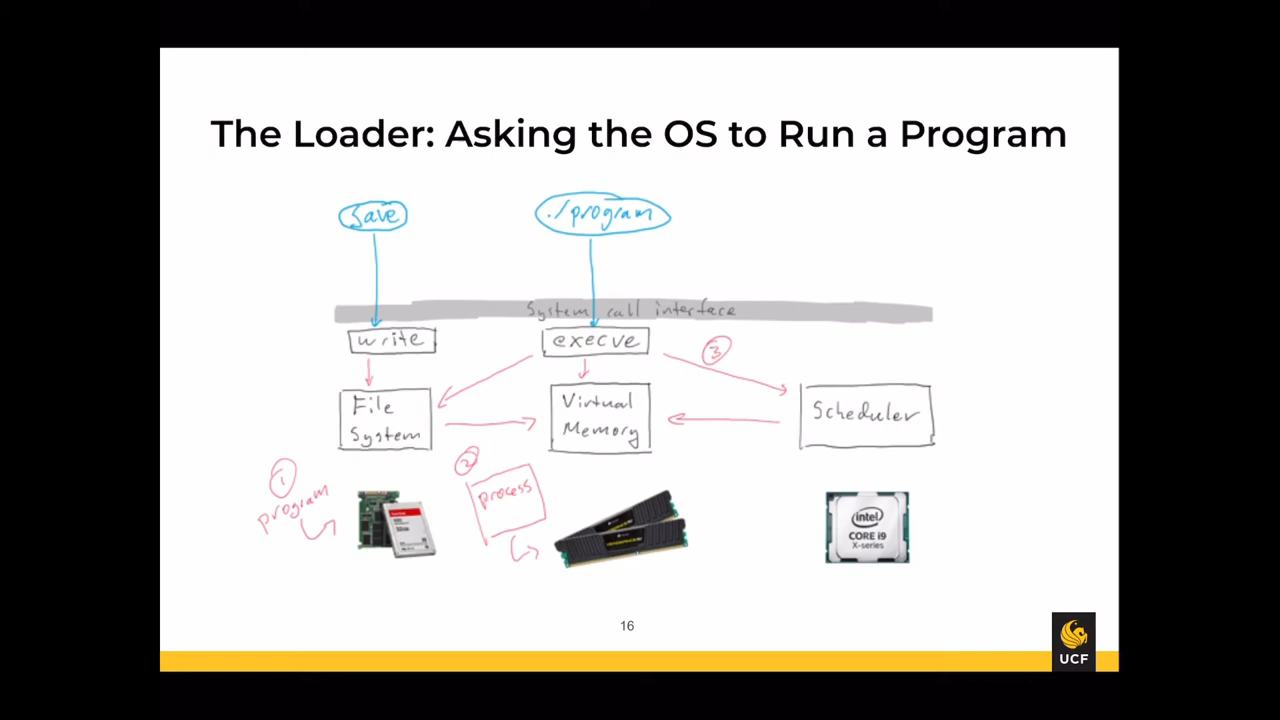 The Loader: Asking the OS to Run a Program
save
./program
System call interface
write
execve
3
File
System
Virtual
Memory
Scheduler
1
program
2
process
intel
CORE i9
X-series
16
UCF